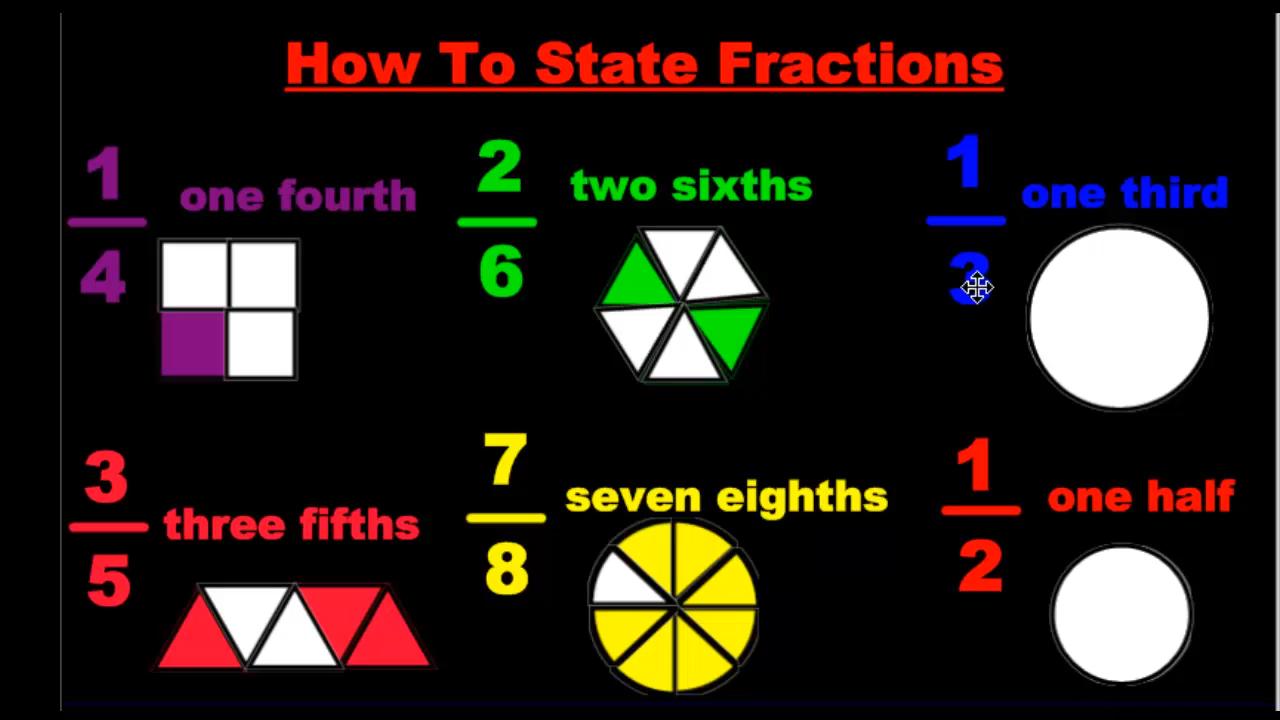 How To State Fractions
1
4
one fourth
2
6
two sixths
1
3
one third
3
5
three fifths
7
8
seven eighths
1
2
one half